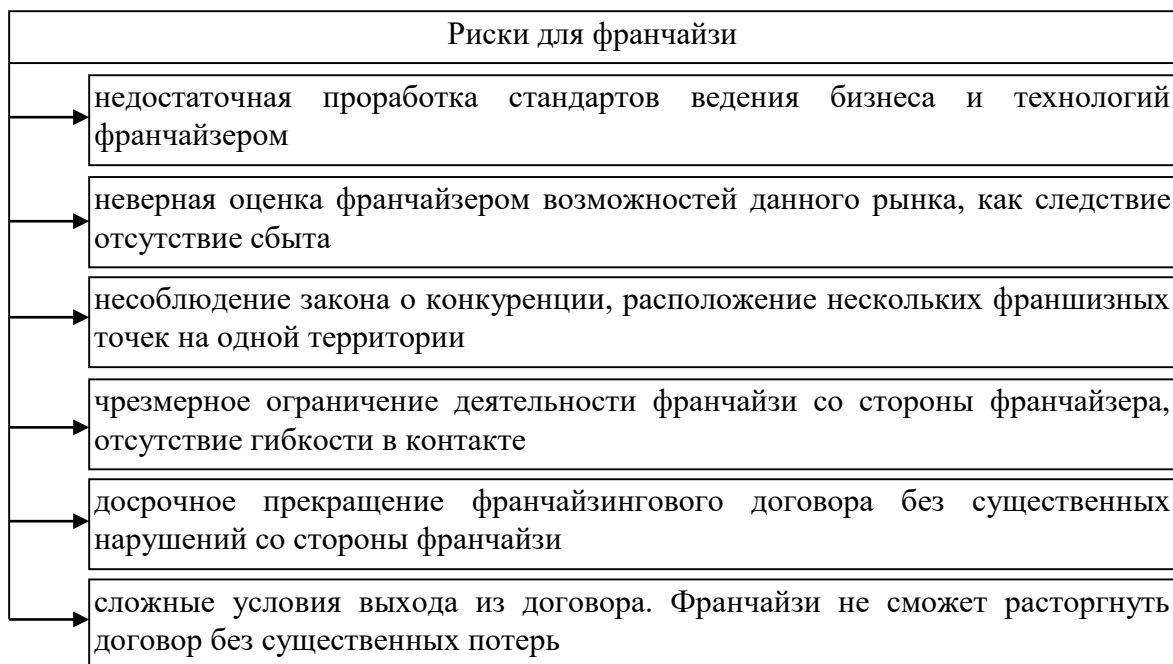 Риски для франчайзи
недостаточная проработка стандартов ведения бизнеса и технологий
франчайзером
неверная оценка франчайзером возможностей данного рынка, как следствие
отсутствие сбыта
несоблюдение закона о конкуренции, расположение нескольких франшизных
точек на одной территории
чрезмерное ограничение деятельности франчайзи со стороны франчайзера,
отсутствие гибкости в контакте
досрочное прекращение франчайзингового договора без существенных
нарушений со стороны франчайзи
сложные условия выхода из договора. Франчайзи не сможет расторгнуть
договор без существенных потерь